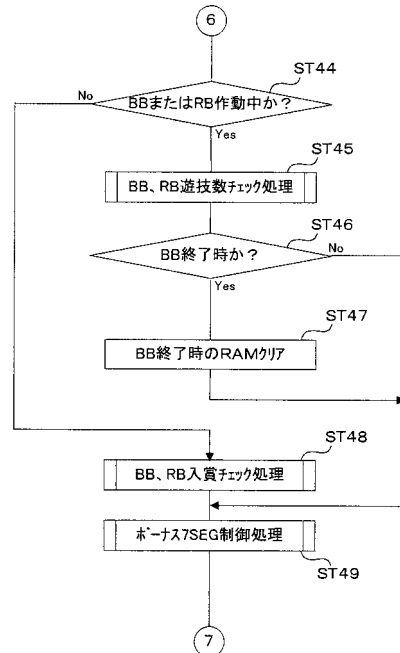 6
ST44
BBまたはRB作動中か？
No
Yes
ST45
BB、RB遊技数チェック処理
ST46
BB終了時か？
No
Yes
ST47
BB終了時のRAMクリア
ST48
BB、RB入賞チェック処理
ボーナス7SEG制御処理
ST49
7